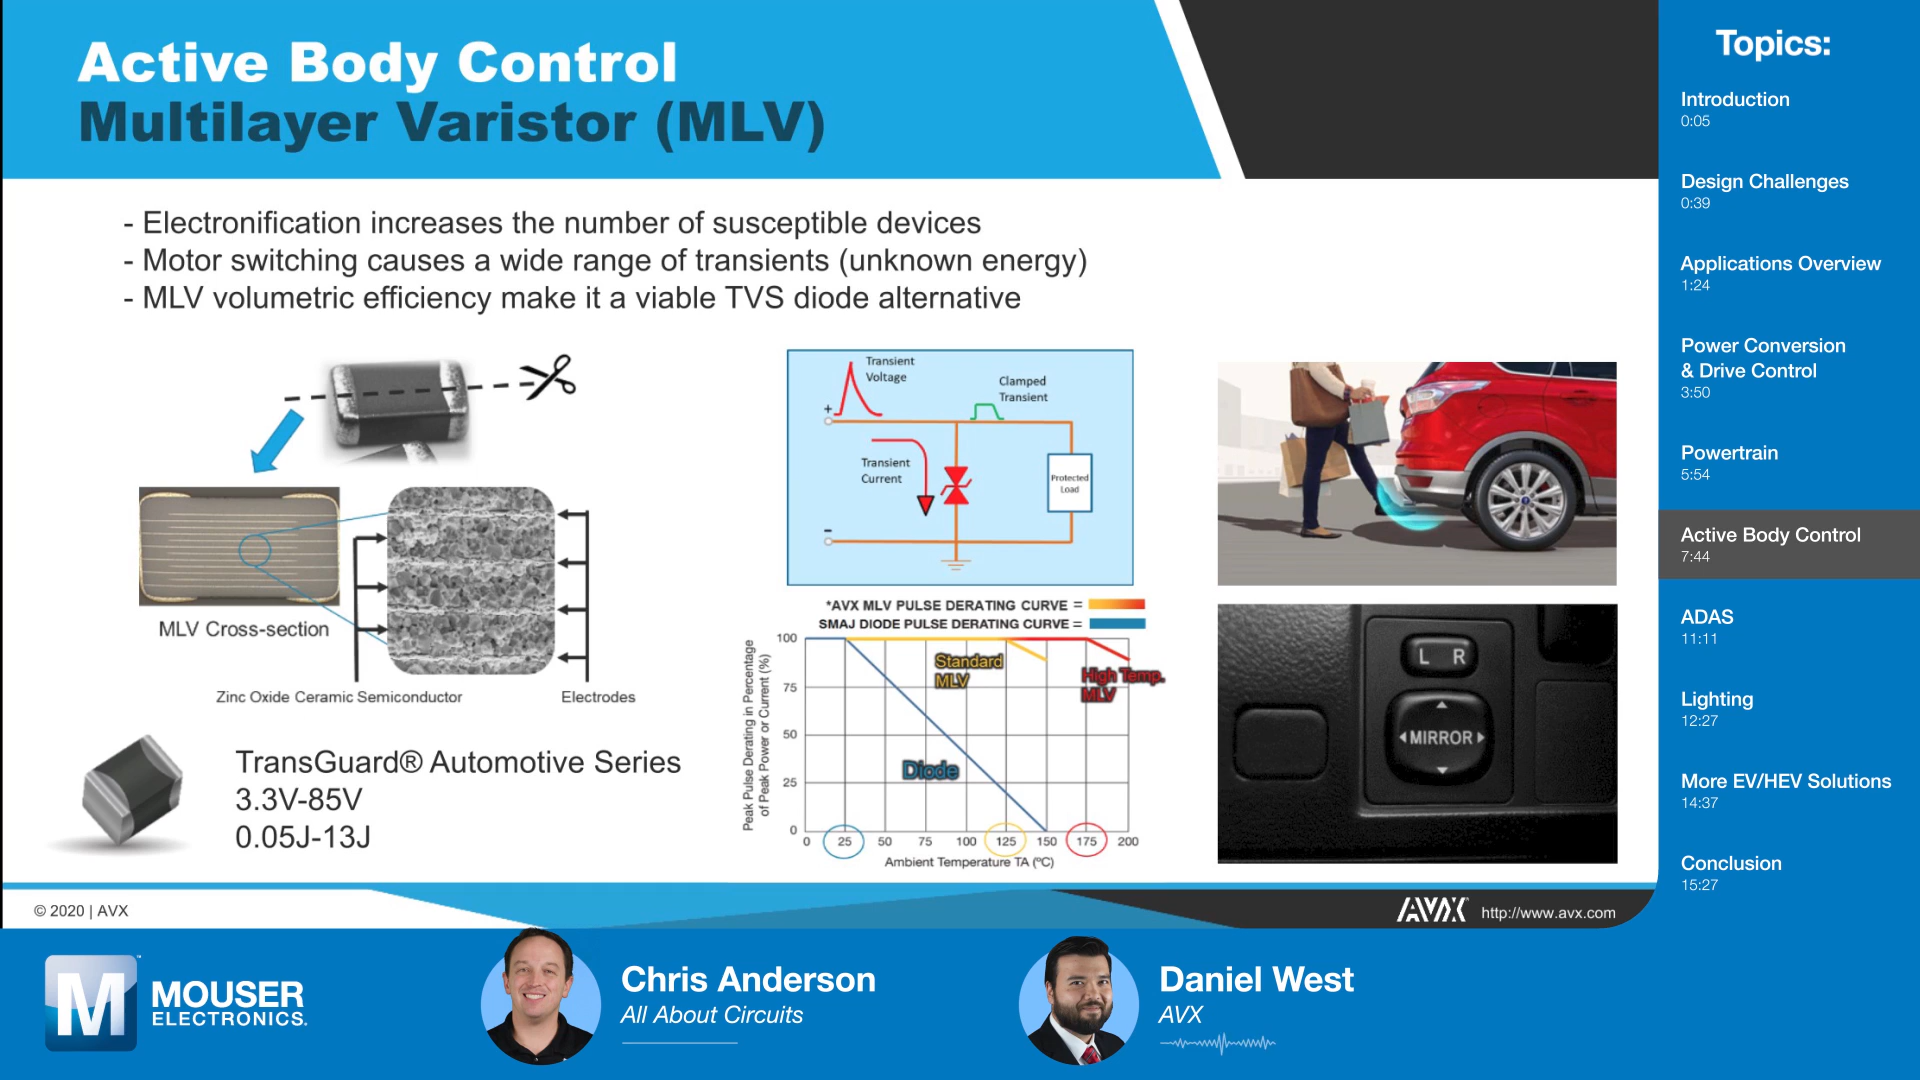 Active Body Control
Multilayer Varistor (MLV)
- Electronification increases the number of susceptible devices
- Motor switching causes a wide range of transients (unknown energy)
- MLV volumetric efficiency make it a viable TVS diode alternative
MLV Cross-section
Zinc Oxide Ceramic Semiconductor
Electrodes
TransGuard® Automotive Series
3.3V-85V
0.05J-13J
Transient
Voltage
Clamped
Transient
+
Transient
Current
Protected
Load
-
*AVX MLV PULSE DERATING CURVE =
SMAJ DIODE PULSE DERATING CURVE =
Peak Pulse Derating in Percentage
of Peak Power or Current (%)
100
75
50
25
0
Standard
MLV
High Temp.
MLV
Diode
0 25 50 75 100 125 150 175 200
Ambient Temperature TA (ºC)
L R
MIRROR
© 2020 | AVX
AVX
http://www.avx.com
Topics:
Introduction
0:05
Design Challenges
0:39
Applications Overview
1:24
Power Conversion
& Drive Control
3:50
Powertrain
5:54
Active Body Control
7:44
ADAS
11:11
Lighting
12:27
More EV/HEV Solutions
14:37
Conclusion
15:27
M
MOUSER
ELECTRONICS.
Chris Anderson
All About Circuits
Daniel West
AVX